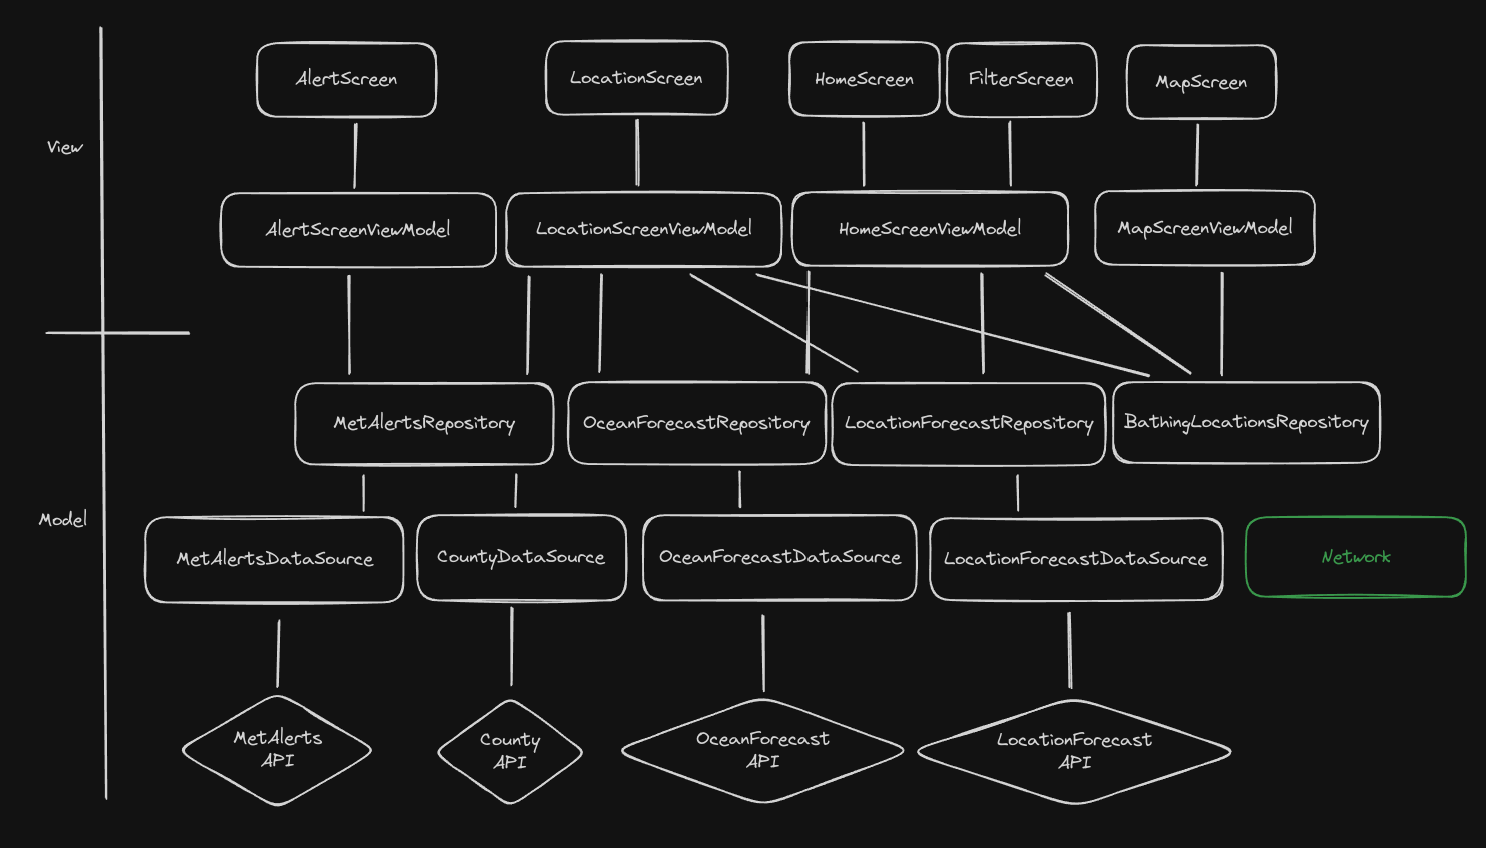 AlertScreen
LocationScreen
HomeScreen
FilterScreen
MapScreen
View
AlertScreenViewModel
LocationScreenViewModel
HomeScreenViewModel
MapScreenViewModel
MetAlertsRepository
OceanForecastRepository
LocationForecastRepository
BathingLocationsRepository
Model
MetAlertsDataSource
CountyDataSource
OceanForecastDataSource
LocationForecastDataSource
Network
MetAlerts
API
County
API
OceanForecast
API
LocationForecast
API